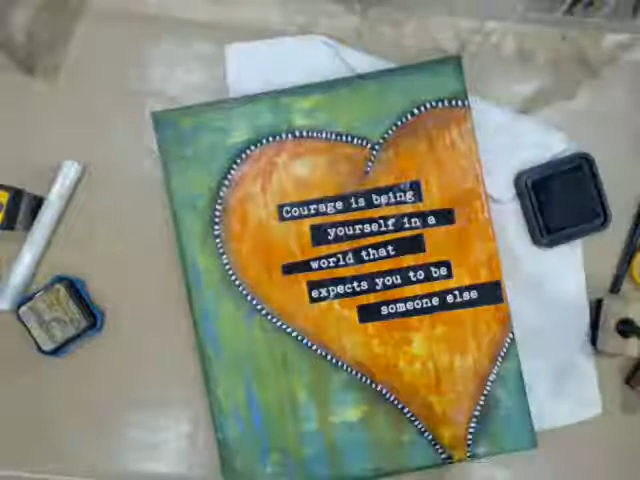 Courage is being
yourself in a
world that
expects you to be
someone else